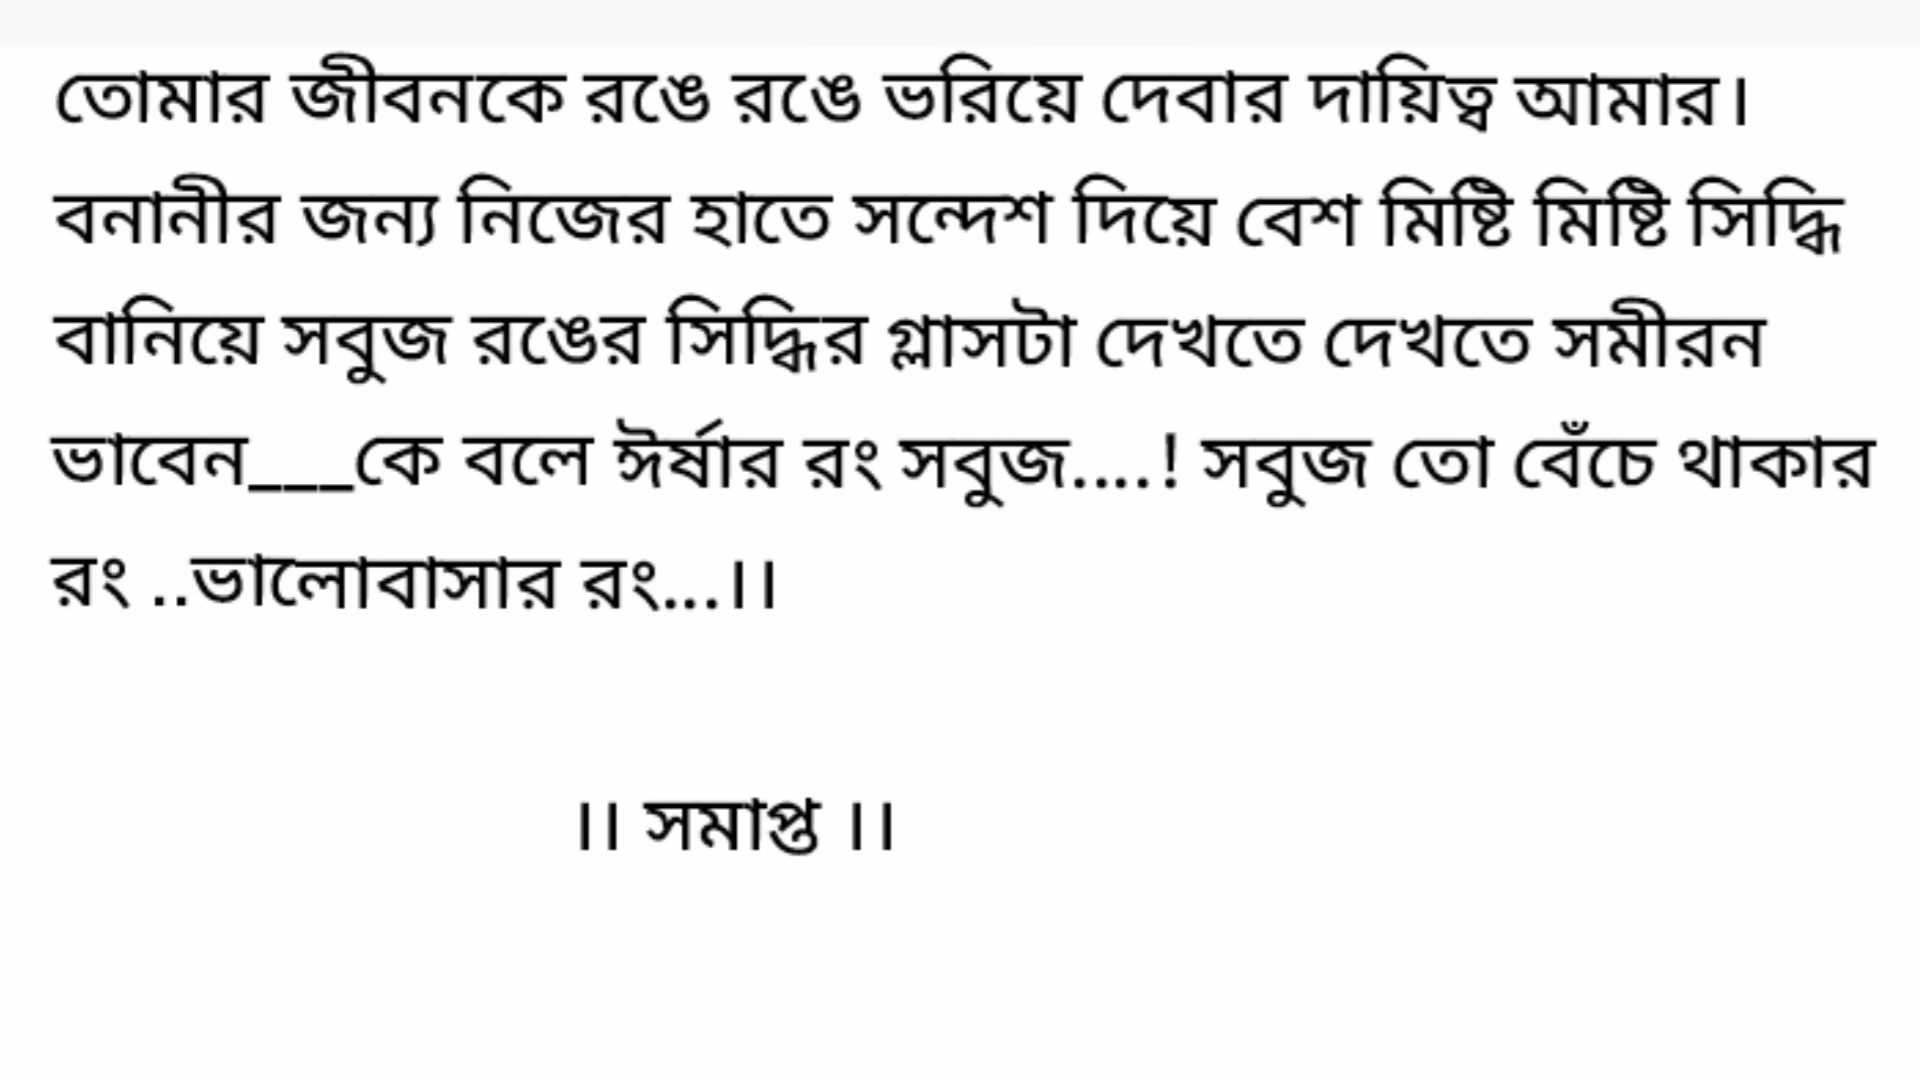 তোমার জীবনকে রঙে রঙে ভরিয়ে দেবার দায়িত্ব আমার।
বনানীর জন্য নিজের হাতে সন্দেশ দিয়ে বেশ মিষ্টি মিষ্টি সিদ্ধি
বানিয়ে সবুজ রঙের সিদ্ধির গ্লাসটা দেখতে দেখতে সমীরন
ভাবেন___কে বলে ঈর্ষার রং সবুজ....! সবুজ তো বেঁচে থাকার
রং ..ভালোবাসার রং...।।
।। সমাপ্ত ।।